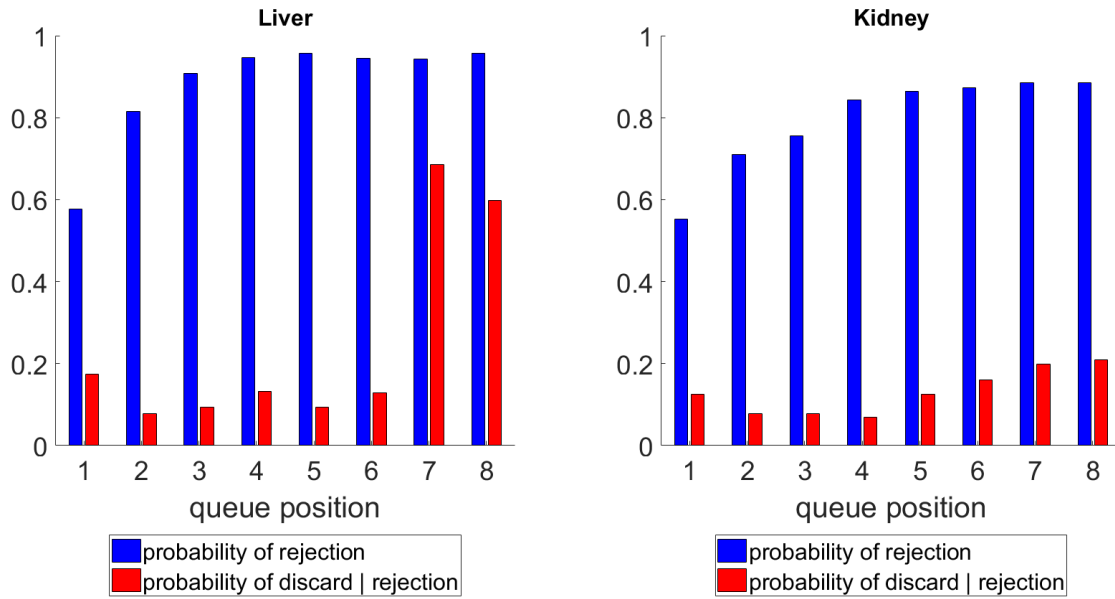 Liver
1
0.8
0.6
0.4
0.2
0
1 2 3 4 5 6 7 8
queue position
probability of rejection
probability of discard | rejection
Kidney
1
0.8
0.6
0.4
0.2
0
1 2 3 4 5 6 7 8
queue position
probability of rejection
probability of discard | rejection